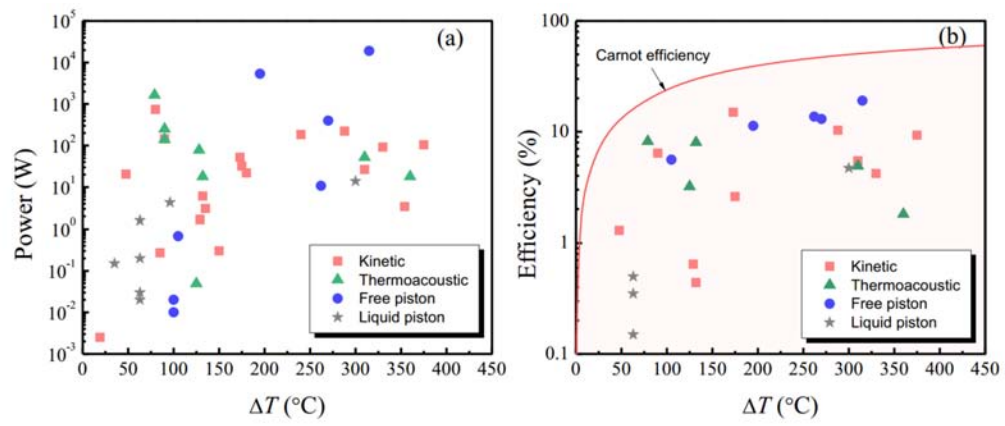 (a)
Power (W)
10^5
10^4
10^3
10^2
10^1
10^0
10^-1
10^-2
10^-3
Kinetic
Thermoacoustic
Free piston
Liquid piston
0 50 100 150 200 250 300 350 400 450
ΔT (°C)
(b)
Carnot efficiency
Efficiency (%)
100
10
1
0.1
Kinetic
Thermoacoustic
Free piston
Liquid piston
0 50 100 150 200 250 300 350 400 450
ΔT (°C)